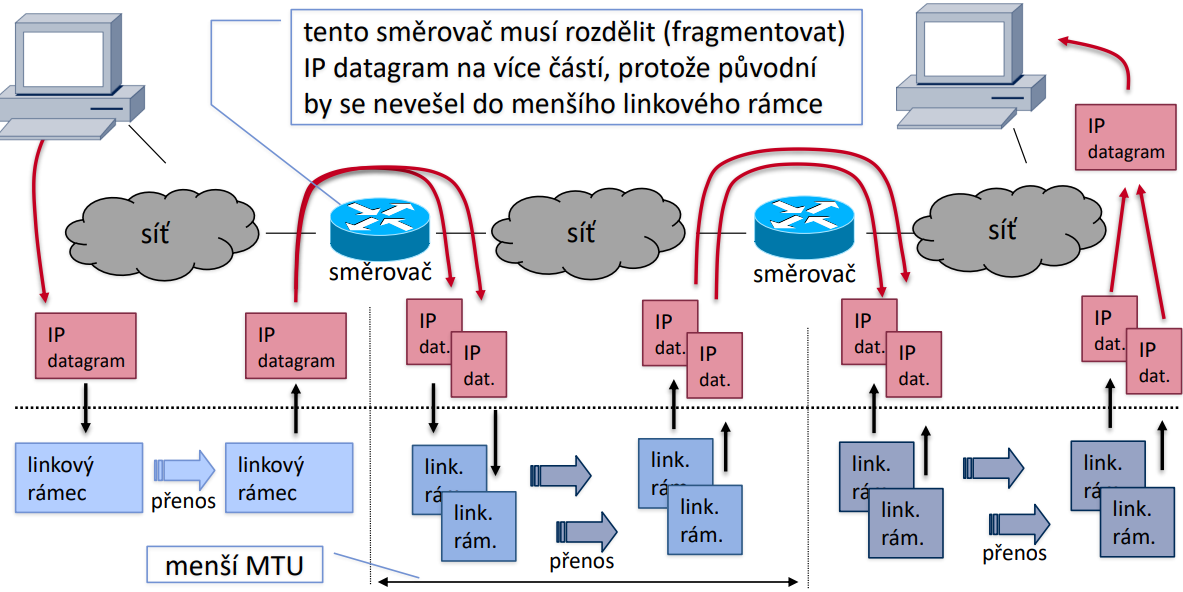 tento směrovač musí rozdělit (fragmentovat)
IP datagram na více částí, protože původní
by se nevešel do menšího linkového rámce
IP
datagram
síť
směrovač
síť
směrovač
síť
IP
datagram
IP
datagram
IP
dat.
IP
dat.
IP
dat.
IP
dat.
IP
dat.
IP
dat.
IP
dat.
IP
dat.
linkový
rámec
přenos
linkový
rámec
link.
rám.
link.
rám.
přenos
link.
rám.
link.
rám.
link.
rám.
link.
rám.
přenos
link.
rám.
link.
rám.
menší MTU